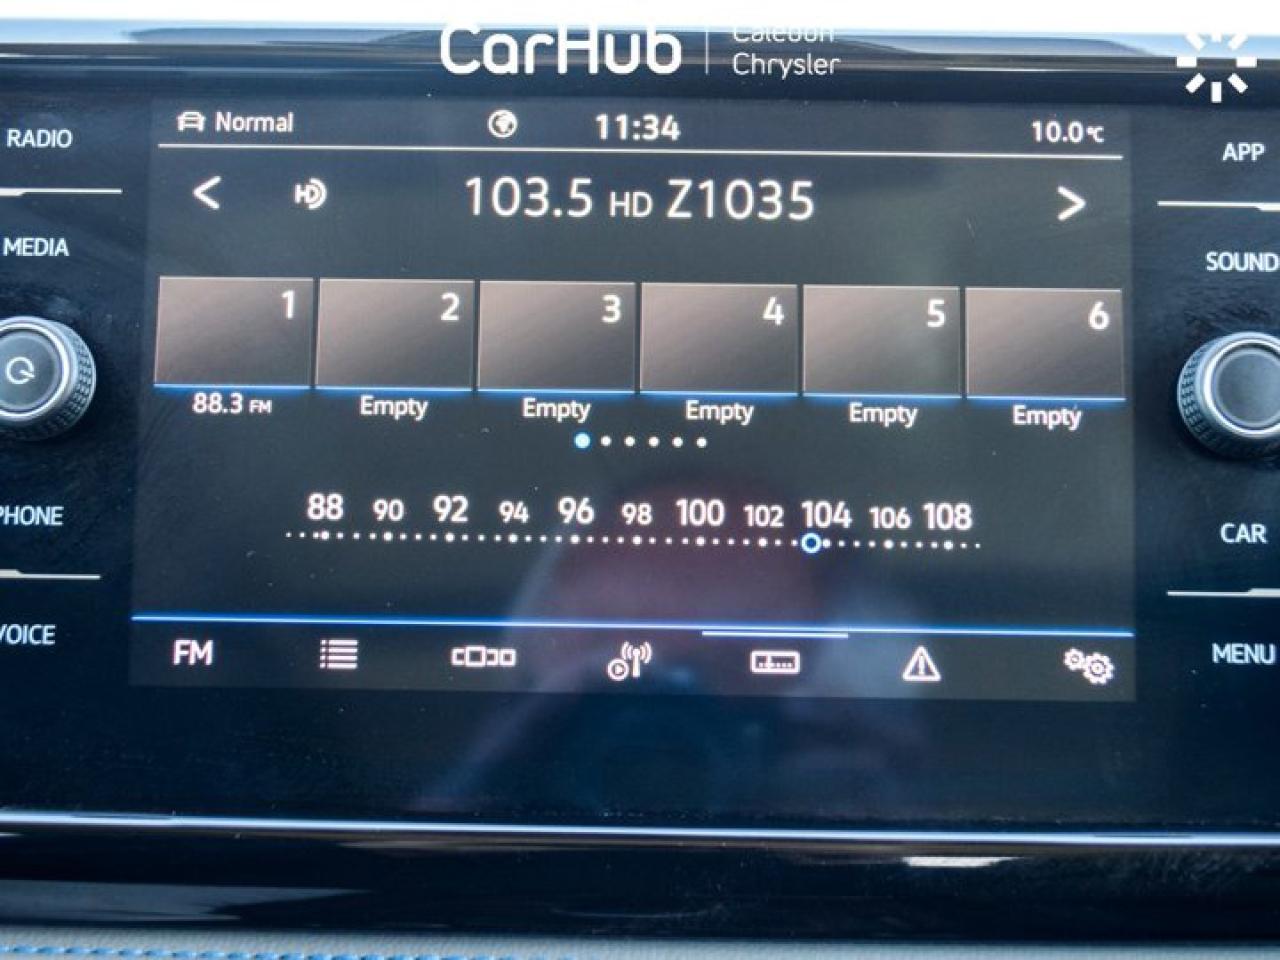 CarHub
Caledon
Chrysler
RADIO
MEDIA
PHONE
VOICE
Normal
11:34
10.0°C
< HD 103.5 HD Z1035 >
1 2 3 4 5 6
88.3 FM Empty Empty Empty Empty Empty
88 90 92 94 96 98 100 102 104 106 108
FM
APP
SOUND
CAR
MENU